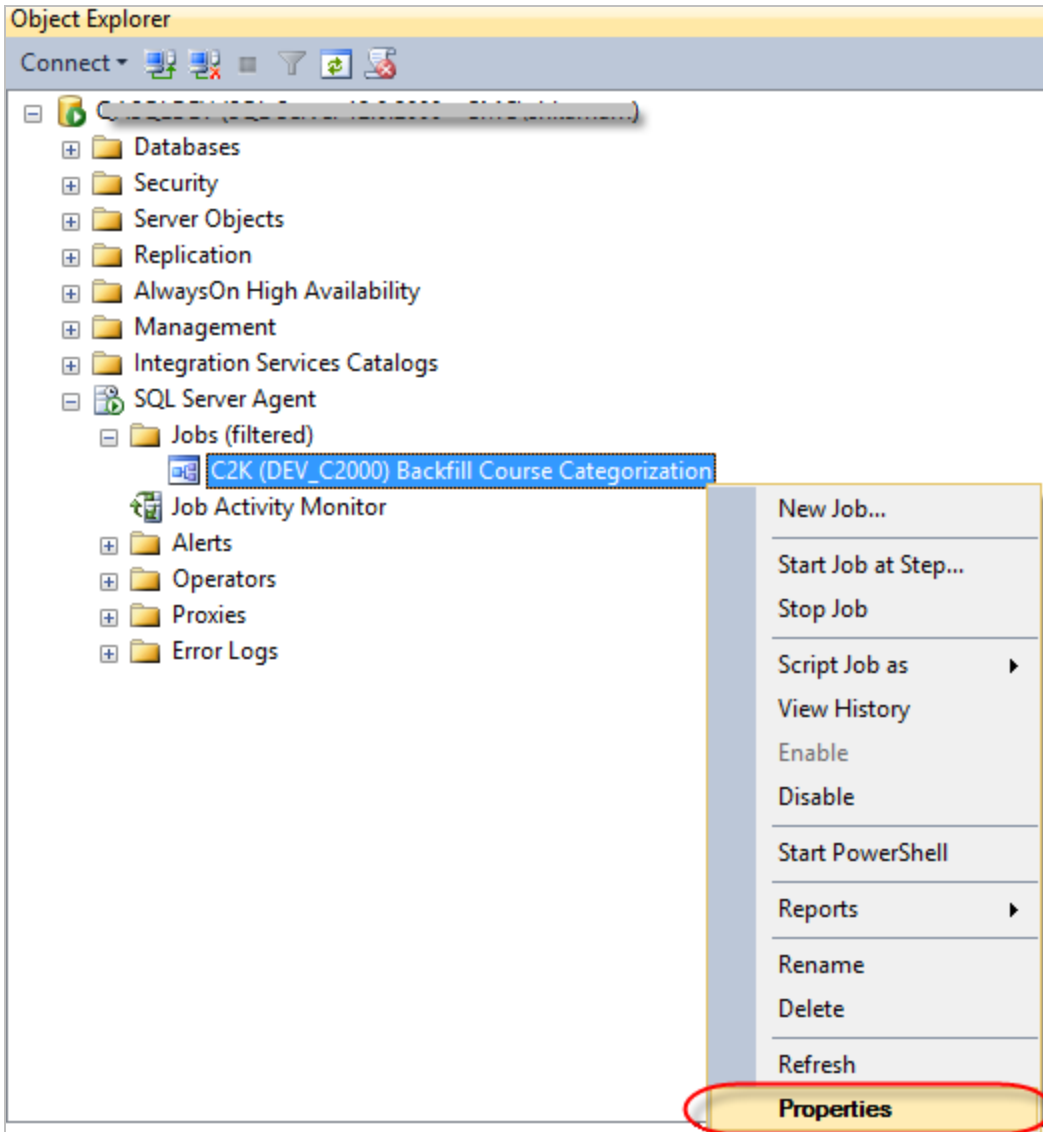 Object Explorer
Connect
Databases
Security
Server Objects
Replication
AlwaysOn High Availability
Management
Integration Services Catalogs
SQL Server Agent
Jobs (filtered)
C2K (DEV_C2000) Backfill Course Categorization
Job Activity Monitor
Alerts
Operators
Proxies
Error Logs
New Job...
Start Job at Step...
Stop Job
Script Job as
View History
Enable
Disable
Start PowerShell
Reports
Rename
Delete
Refresh
Properties